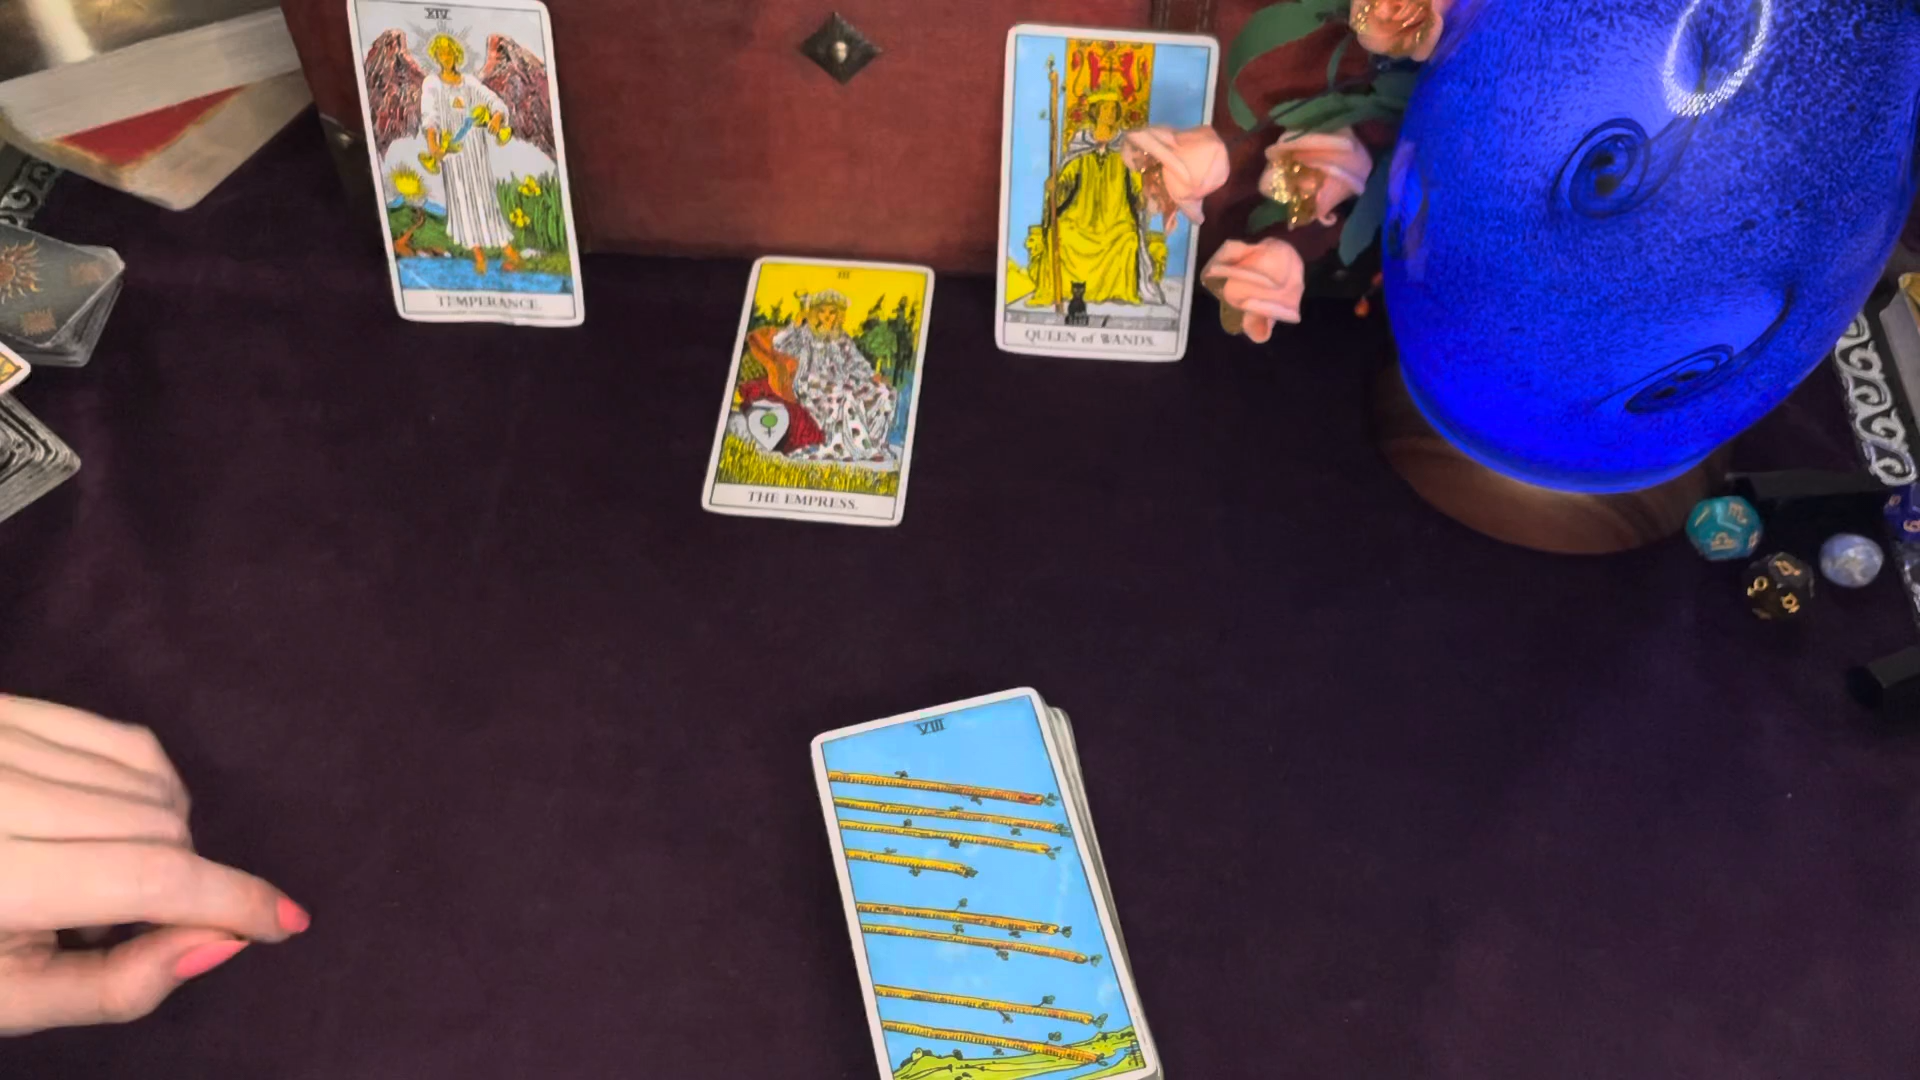 XIV
TEMPERANCE.
III
THE EMPRESS.
QUEEN of WANDS.
VIII